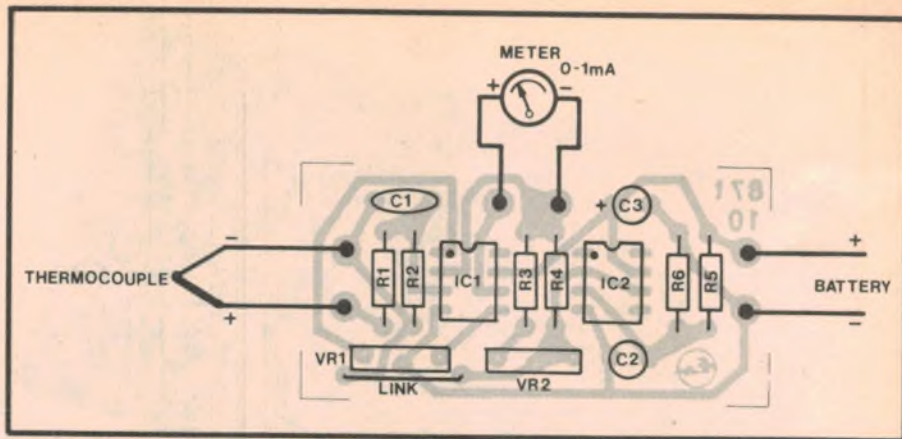 METER
0-1mA
+ −
C1
+ C3
871
10
−
+
THERMOCOUPLE
R1
R2
IC1
R3
R4
IC2
R6
R5
+
BATTERY
−
+
VR1
LINK
VR2
C2